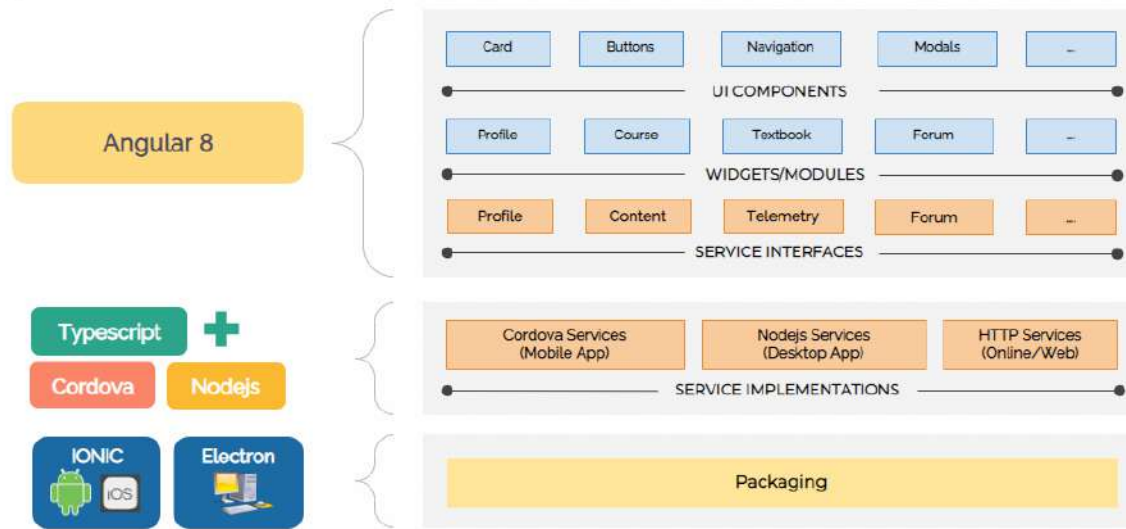 Angular 8
Card Buttons Navigation Modals ...
UI COMPONENTS
Profile Course Textbook Forum ...
WIDGETS/MODULES
Profile Content Telemetry Forum ....
SERVICE INTERFACES
Typescript
Cordova Nodejs
Cordova Services Nodejs Services HTTP Services
(Mobile App) (Desktop App) (Online/Web)
SERVICE IMPLEMENTATIONS
IONIC Electron
iOS
Packaging